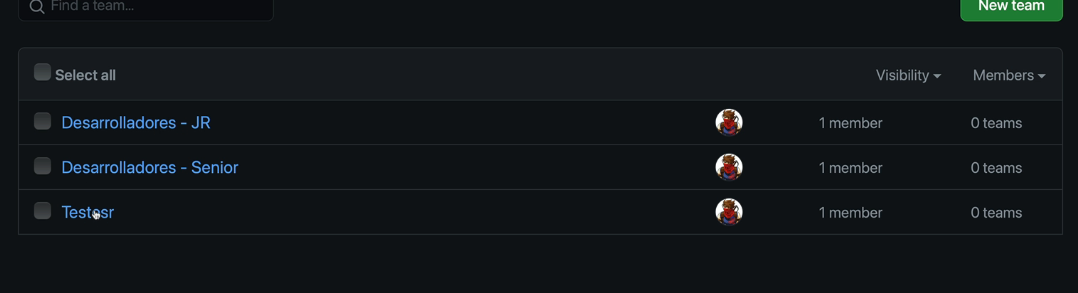 Find a team...
New team
Select all
Visibility
Members
Desarrolladores - JR
1 member
0 teams
Desarrolladores - Senior
1 member
0 teams
Testesr
1 member
0 teams